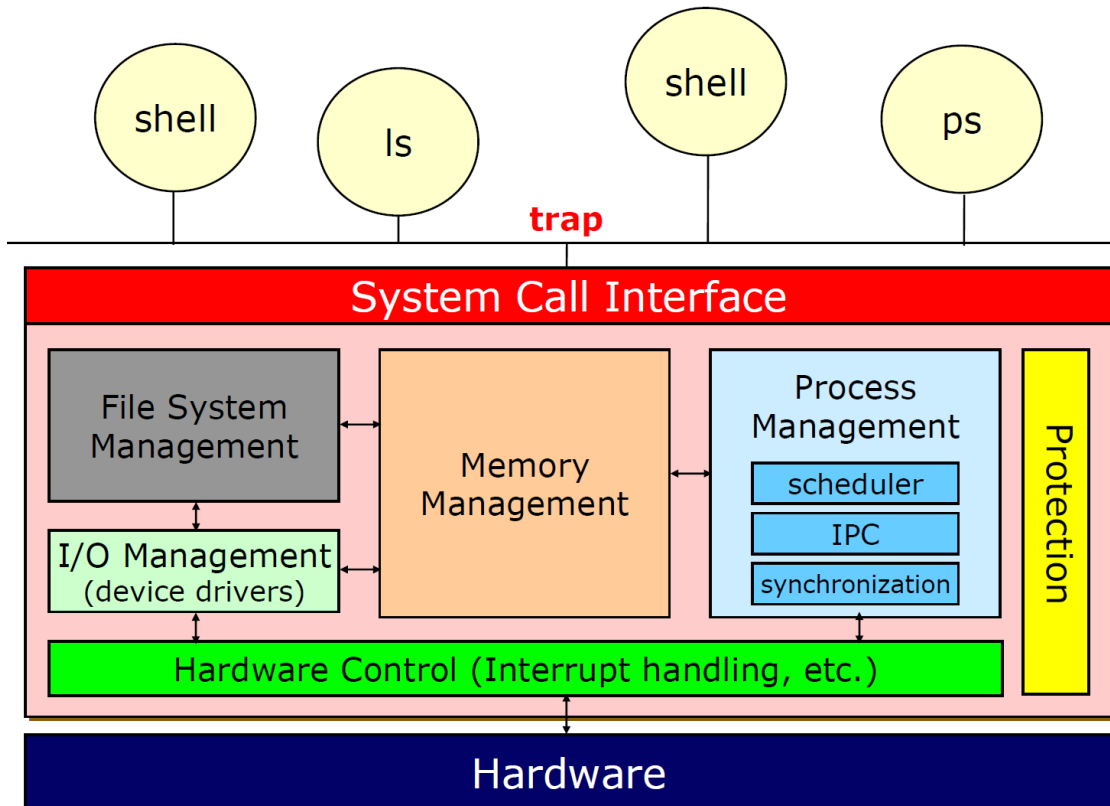 shell
ls
shell
ps
trap
System Call Interface
File System
Management
Memory
Management
Process
Management
scheduler
IPC
synchronization
Protection
I/O Management
(device drivers)
Hardware Control (Interrupt handling, etc.)
Hardware